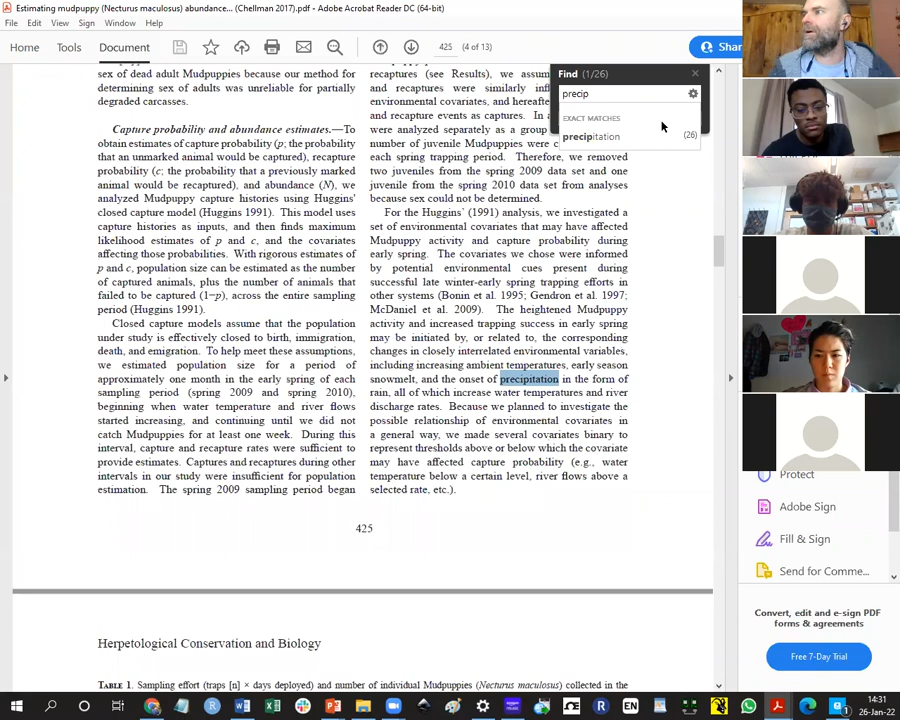 Estimating mudpuppy (Necturus maculosus) abundance... (Chellman 2017).pdf - Adobe Acrobat Reader DC (64-bit)
File Edit View Sign Window Help
Home Tools Document 425 (4 of 13) Shar
sex of dead adult Mudpuppies because our method for
determining sex of adults was unreliable for partially
degraded carcasses.
Capture probability and abundance estimates.—To
obtain estimates of capture probability (p; the probability
that an unmarked animal would be captured), recapture
probability (c; the probability that a previously marked
animal would be recaptured), and abundance (N), we
analyzed Mudpuppy capture histories using Huggins'
closed capture model (Huggins 1991). This model uses
capture histories as inputs, and then finds maximum
likelihood estimates of p and c, and the covariates
affecting those probabilities. With rigorous estimates of
p and c, population size can be estimated as the number
of captured animals, plus the number of animals that
failed to be captured (1−p), across the entire sampling
period (Huggins 1991).
Closed capture models assume that the population
under study is effectively closed to birth, immigration,
death, and emigration. To help meet these assumptions,
we estimated population size for a period of
approximately one month in the early spring of each
sampling period (spring 2009 and spring 2010),
beginning when water temperature and river flows
started increasing, and continuing until we did not
catch Mudpuppies for at least one week. During this
interval, capture and recapture rates were sufficient to
provide estimates. Captures and recaptures during other
intervals in our study were insufficient for population
estimation. The spring 2009 sampling period began
recaptures (see Results), we assum
and recaptures were similarly inf
environmental covariates, and hereafte
and recapture events as captures. In a
were analyzed separately as a group
number of juvenile Mudpuppies were c
each spring trapping period. Therefore, we removed
two juveniles from the spring 2009 data set and one
juvenile from the spring 2010 data set from analyses
because sex could not be determined.
For the Huggins' (1991) analysis, we investigated a
set of environmental covariates that may have affected
Mudpuppy activity and capture probability during
early spring. The covariates we chose were informed
by potential environmental cues present during
successful late winter-early spring trapping efforts in
other systems (Bonin et al. 1995; Gendron et al. 1997;
McDaniel et al. 2009). The heightened Mudpuppy
activity and increased trapping success in early spring
may be initiated by, or related to, the corresponding
changes in closely interrelated environmental variables,
including increasing ambient temperatures, early season
snowmelt, and the onset of precipitation in the form of
rain, all of which increase water temperatures and river
discharge rates. Because we planned to investigate the
possible relationship of environmental covariates in
a general way, we made several covariates binary to
represent thresholds above or below which the covariate
may have affected capture probability (e.g., water
temperature below a certain level, river flows above a
selected rate, etc.).
Find (1/26)
precip
EXACT MATCHES
precipitation (26)
425
Herpetological Conservation and Biology
TABLE 1. Sampling effort (traps [n] × days deployed) and number of individual Mudpuppies (Necturus maculosus) collected in the
Protect
Adobe Sign
Fill & Sign
Send for Comme...
Convert, edit and e-sign PDF
forms & agreements
Free 7-Day Trial
EN
14:31
26-Jan-22